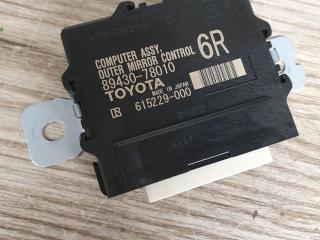 COMPUTER ASSY,
OUTER MIRROR CONTROL
89430-78010
6R
TOYOTA MADE IN JAPAN
615229-000